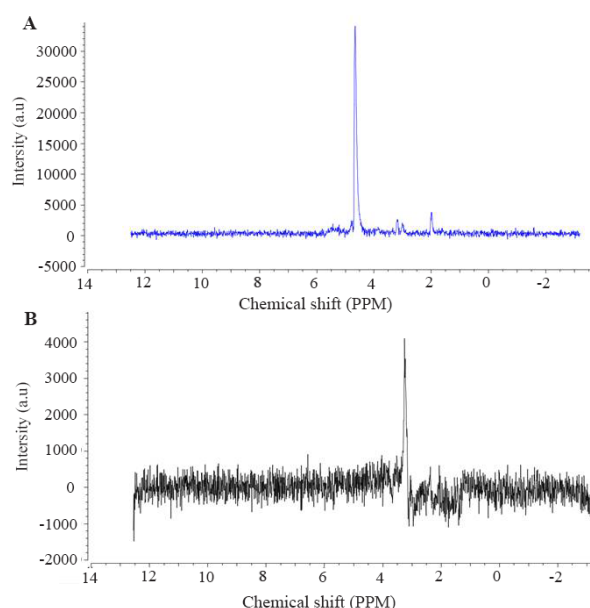 A
30000
25000
20000
15000
10000
5000
0
-5000
Intersity (a.u)
14 12 10 8 6 4 2 0 -2
Chemical shift (PPM)
B
4000
3000
2000
1000
0
-1000
-2000
Intersity (a.u)
14 12 10 8 6 4 2 0 -2
Chemical shift (PPM)